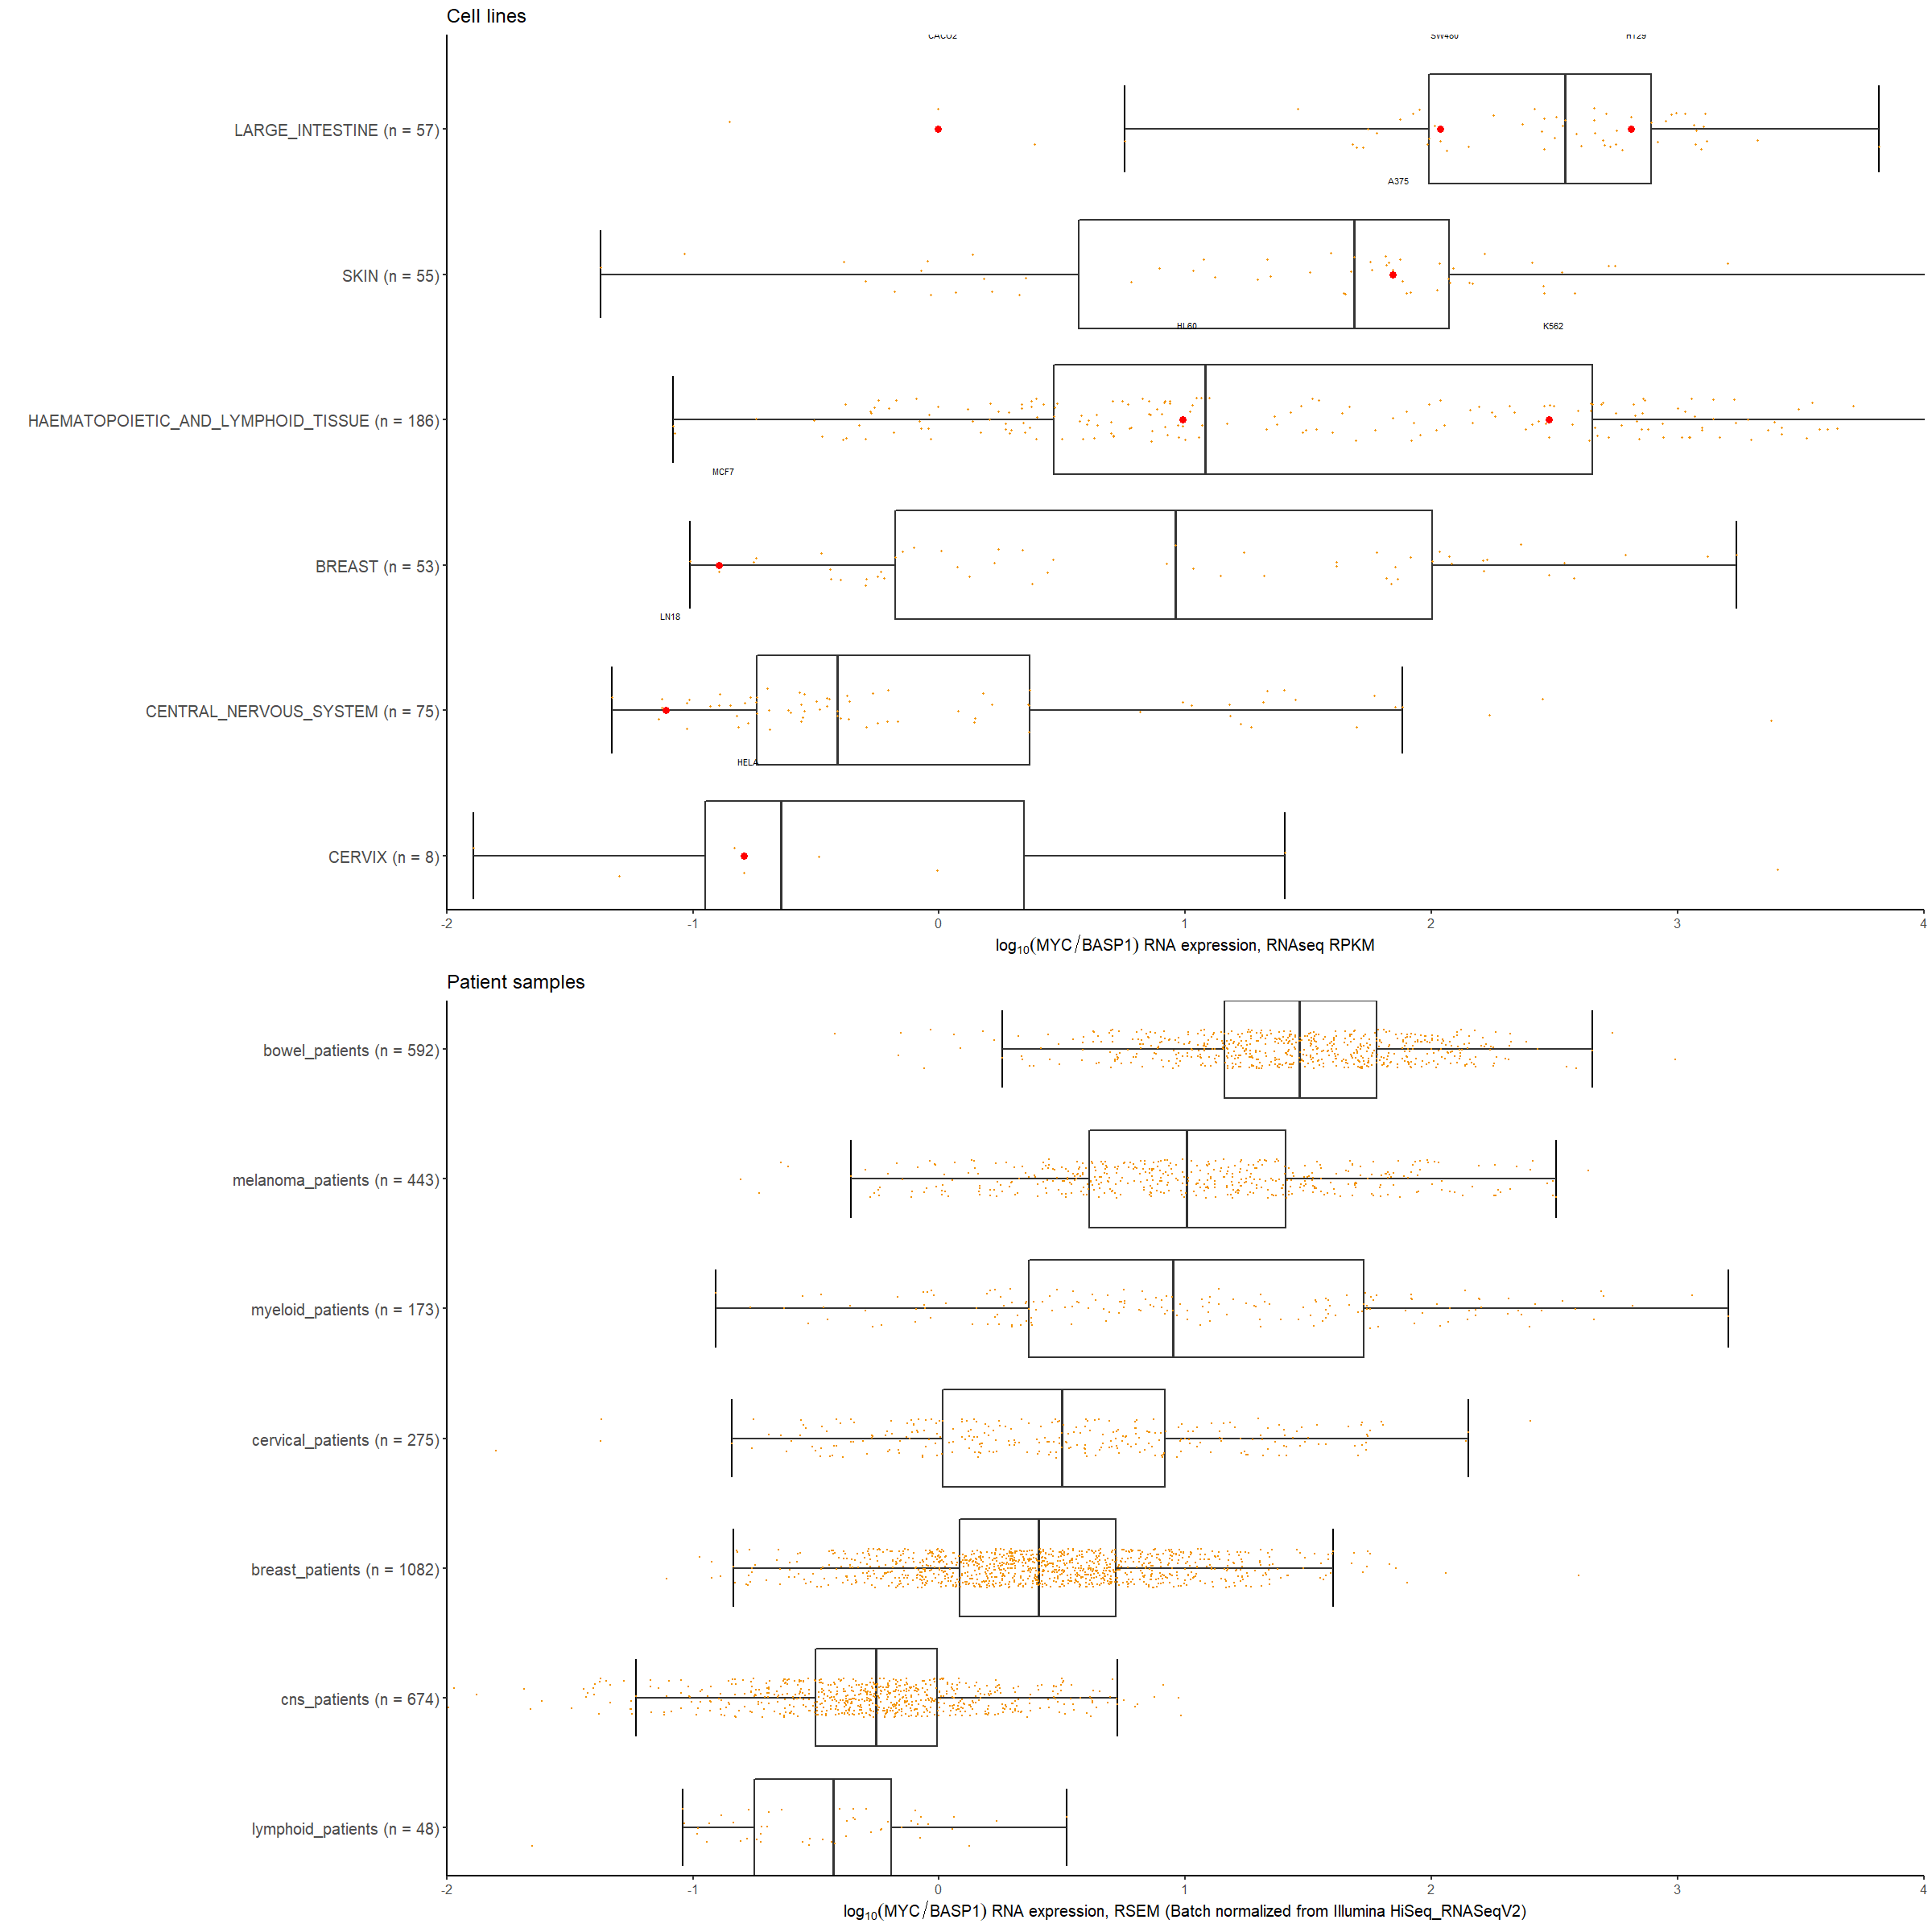 Cell lines
CACO2 SW480 HT29
LARGE_INTESTINE (n = 57)
A375
SKIN (n = 55)
HL60 K562
HAEMATOPOIETIC_AND_LYMPHOID_TISSUE (n = 186)
MCF7
BREAST (n = 53)
LN18
CENTRAL_NERVOUS_SYSTEM (n = 75)
HELA
CERVIX (n = 8)
-2 -1 0 1 2 3 4
log₁₀(MYC/BASP1) RNA expression, RNAseq RPKM
Patient samples
bowel_patients (n = 592)
melanoma_patients (n = 443)
myeloid_patients (n = 173)
cervical_patients (n = 275)
breast_patients (n = 1082)
cns_patients (n = 674)
lymphoid_patients (n = 48)
-2 -1 0 1 2 3 4
log₁₀(MYC/BASP1) RNA expression, RSEM (Batch normalized from Illumina HiSeq_RNASeqV2)